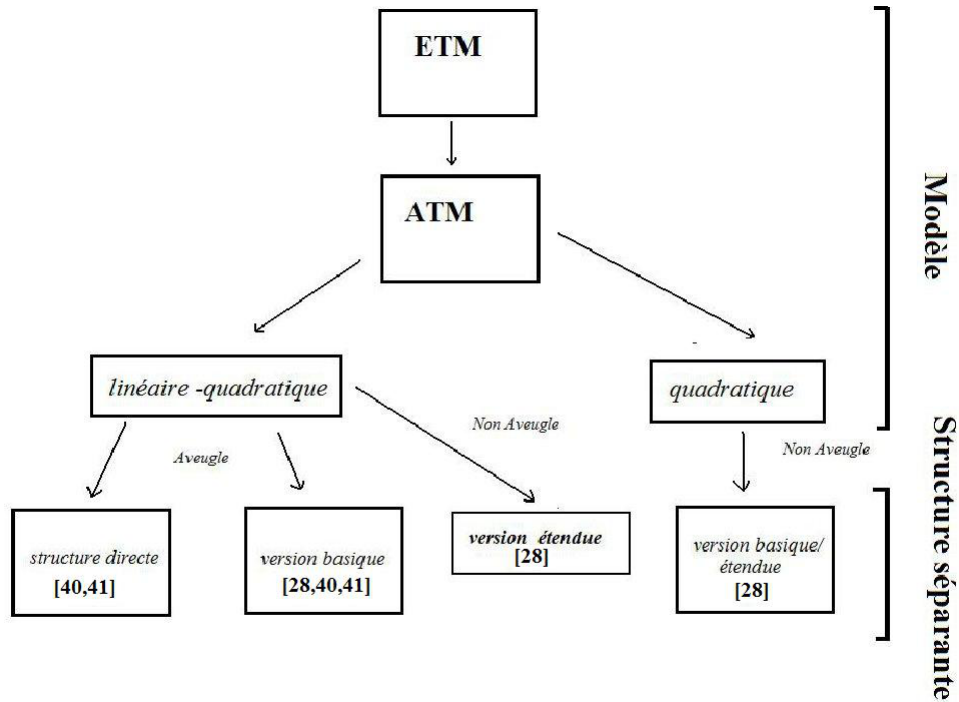 ETM
ATM
Modèle
linéaire -quadratique
quadratique
Aveugle
Non Aveugle
Non Aveugle
structure directe
[40,41]
version basique
[28,40,41]
version étendue
[28]
version basique/
étendue
[28]
Structure séparante